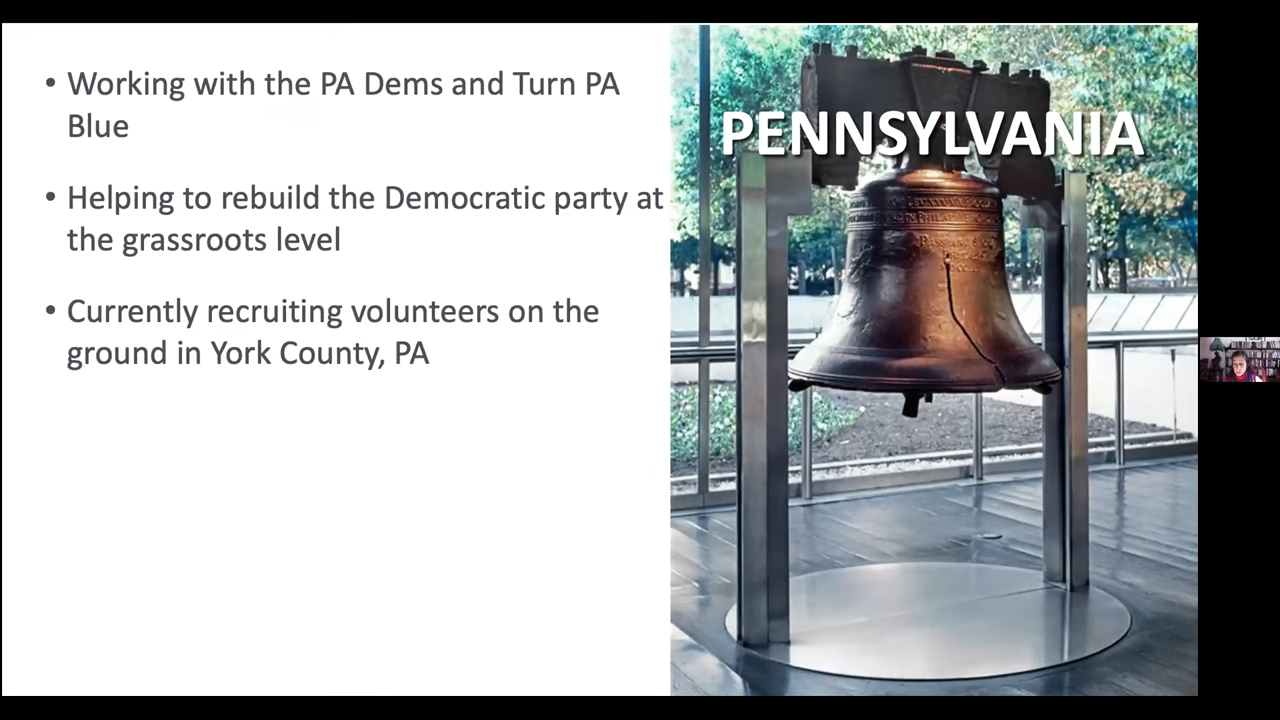 • Working with the PA Dems and Turn PA
Blue
• Helping to rebuild the Democratic party at
the grassroots level
• Currently recruiting volunteers on the
ground in York County, PA
PENNSYLVANIA